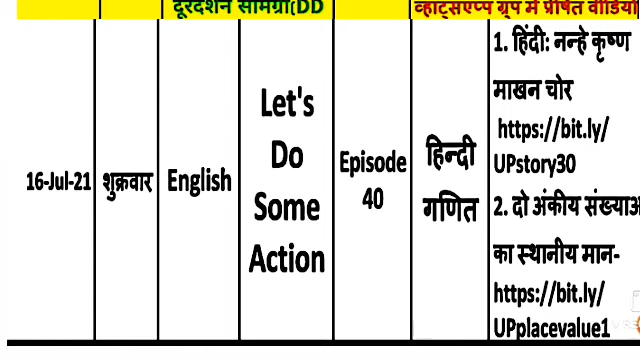 दूरदर्शन सामग्री(DD
व्हाट्सएप्प ग्रुप में प्रेषित वीडियो
16-Jul-21
शुक्रवार
English
Let's
Do
Some
Action
Episode
40
हिन्दी
गणित
1. हिंदी: नन्हे कृष्ण
माखन चोर
https://bit.ly/
UPstory30
2. दो अंकीय संख्याअ
का स्थानीय मान-
https://bit.ly/
UPplacevalue1